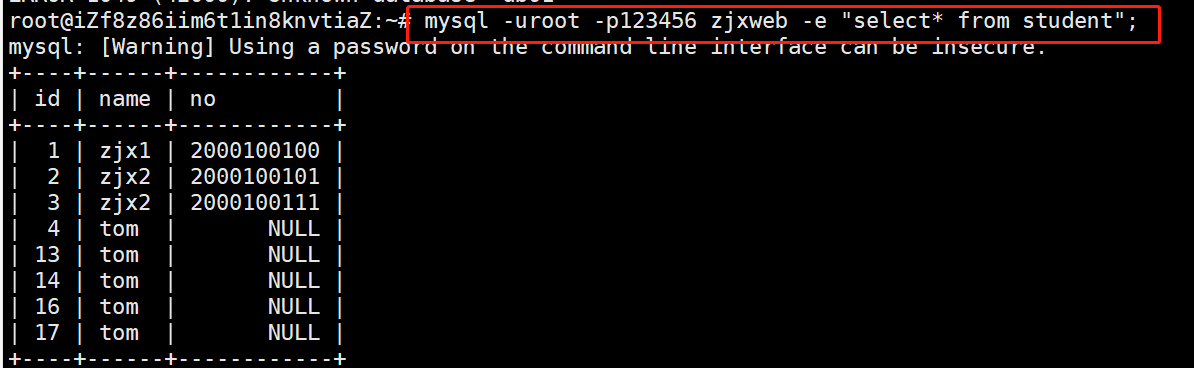 root@iZf8z86iim6t1in8knvtiaZ:~# mysql -uroot -p123456 zjxweb -e "select* from student";
mysql: [Warning] Using a password on the command line interface can be insecure.
+----+------+------------+
| id | name | no         |
+----+------+------------+
|  1 | zjx1 | 2000100100 |
|  2 | zjx2 | 2000100101 |
|  3 | zjx2 | 2000100111 |
|  4 | tom  |       NULL |
| 13 | tom  |       NULL |
| 14 | tom  |       NULL |
| 16 | tom  |       NULL |
| 17 | tom  |       NULL |
+----+------+------------+